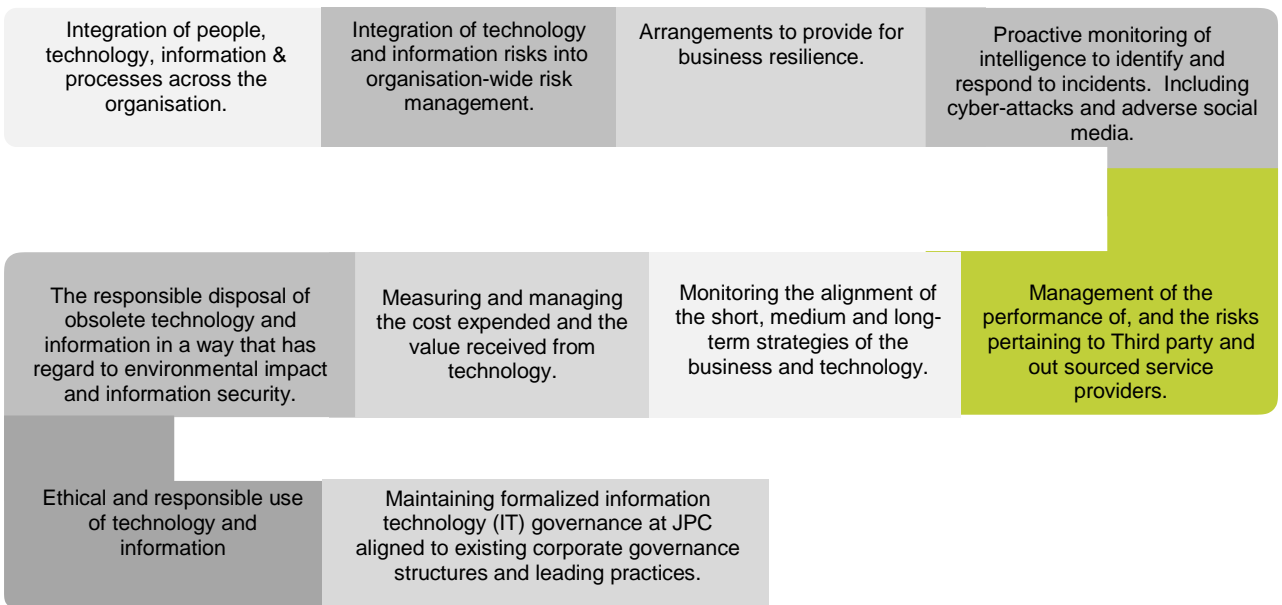 Integration of people,
technology, information &
processes across the
organisation.
Integration of technology
and information risks into
organisation-wide risk
management.
Arrangements to provide for
business resilience.
Proactive monitoring of
intelligence to identify and
respond to incidents.  Including
cyber-attacks and adverse social
media.
The responsible disposal of
obsolete technology and
information in a way that has
regard to environmental impact
and information security.
Measuring and managing
the cost expended and the
value received from
technology.
Monitoring the alignment of
the short, medium and long-
term strategies of the
business and technology.
Management of the
performance of, and the risks
pertaining to Third party and
out sourced service
providers.
Ethical and responsible use
of technology and
information
Maintaining formalized information
technology (IT) governance at JPC
aligned to existing corporate governance
structures and leading practices.